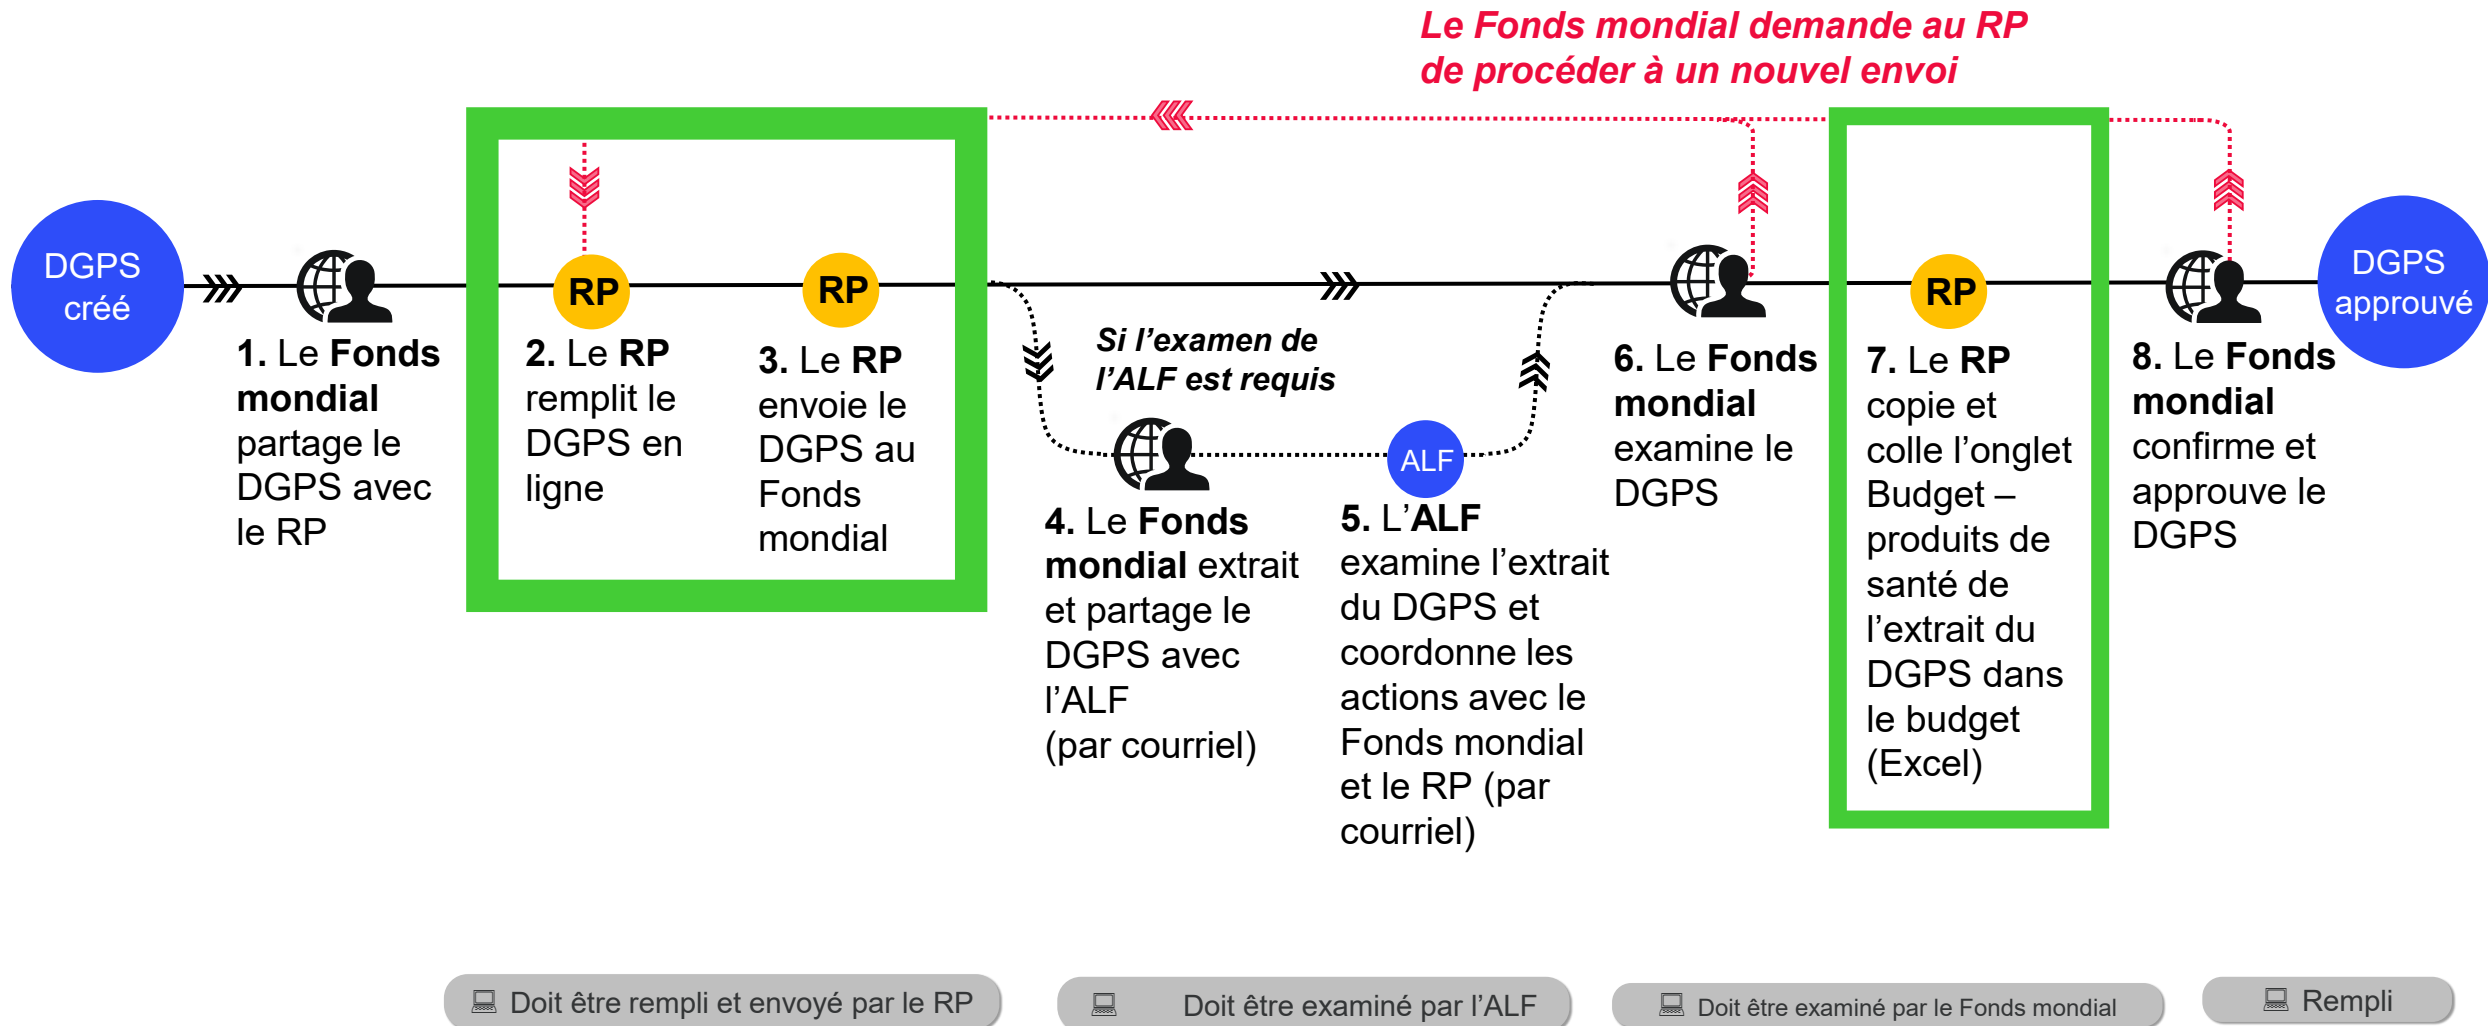 Le Fonds mondial demande au RP
de procéder à un nouvel envoi
DGPS
créé
1. Le Fonds
mondial
partage le
DGPS avec
le RP
RP
2. Le RP
remplit le
DGPS en
ligne
RP
3. Le RP
envoie le
DGPS au
Fonds
mondial
Si l’examen de
l’ALF est requis
4. Le Fonds
mondial extrait
et partage le
DGPS avec
l’ALF
(par courriel)
ALF
5. L’ALF
examine l’extrait
du DGPS et
coordonne les
actions avec le
Fonds mondial
et le RP (par
courriel)
6. Le Fonds
mondial
examine le
DGPS
RP
7. Le RP
copie et
colle l’onglet
Budget –
produits de
santé de
l’extrait du
DGPS dans
le budget
(Excel)
8. Le Fonds
mondial
confirme et
approuve le
DGPS
DGPS
approuvé
Doit être rempli et envoyé par le RP
Doit être examiné par l’ALF
Doit être examiné par le Fonds mondial
Rempli